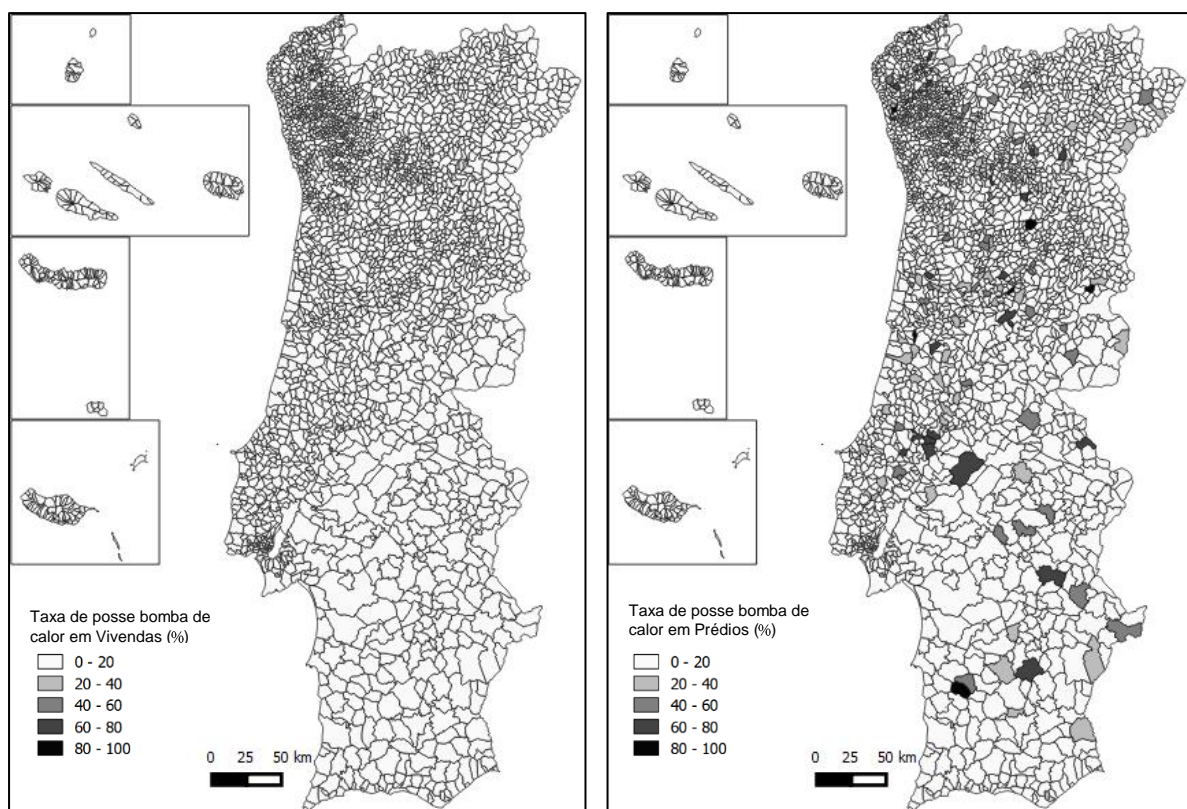 Taxa de posse bomba de
calor em Vivendas (%)
0 - 20
20 - 40
40 - 60
60 - 80
80 - 100
0 25 50 km
Taxa de posse bomba de
calor em Prédios (%)
0 - 20
20 - 40
40 - 60
60 - 80
80 - 100
0 25 50 km